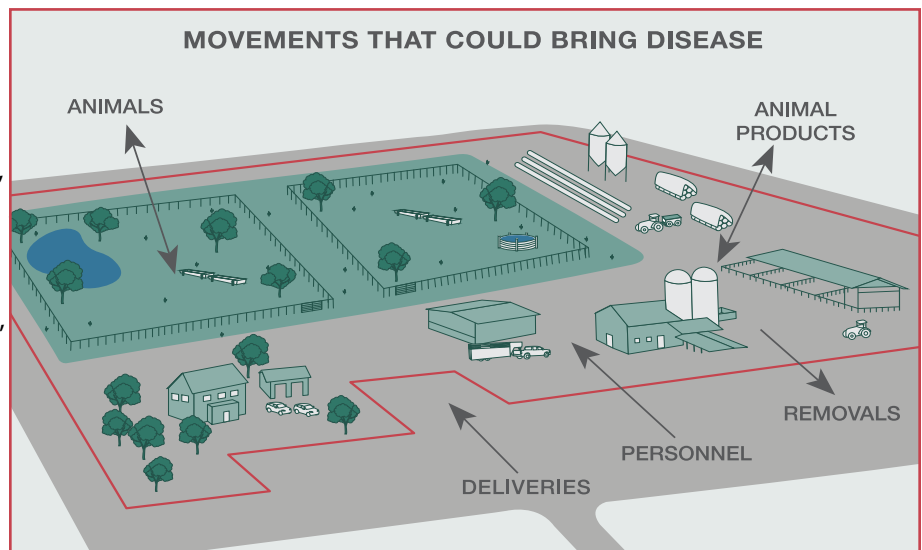 MOVEMENTS THAT COULD BRING DISEASE
ANIMALS
ANIMAL
PRODUCTS
,
,
REMOVALS
PERSONNEL
DELIVERIES